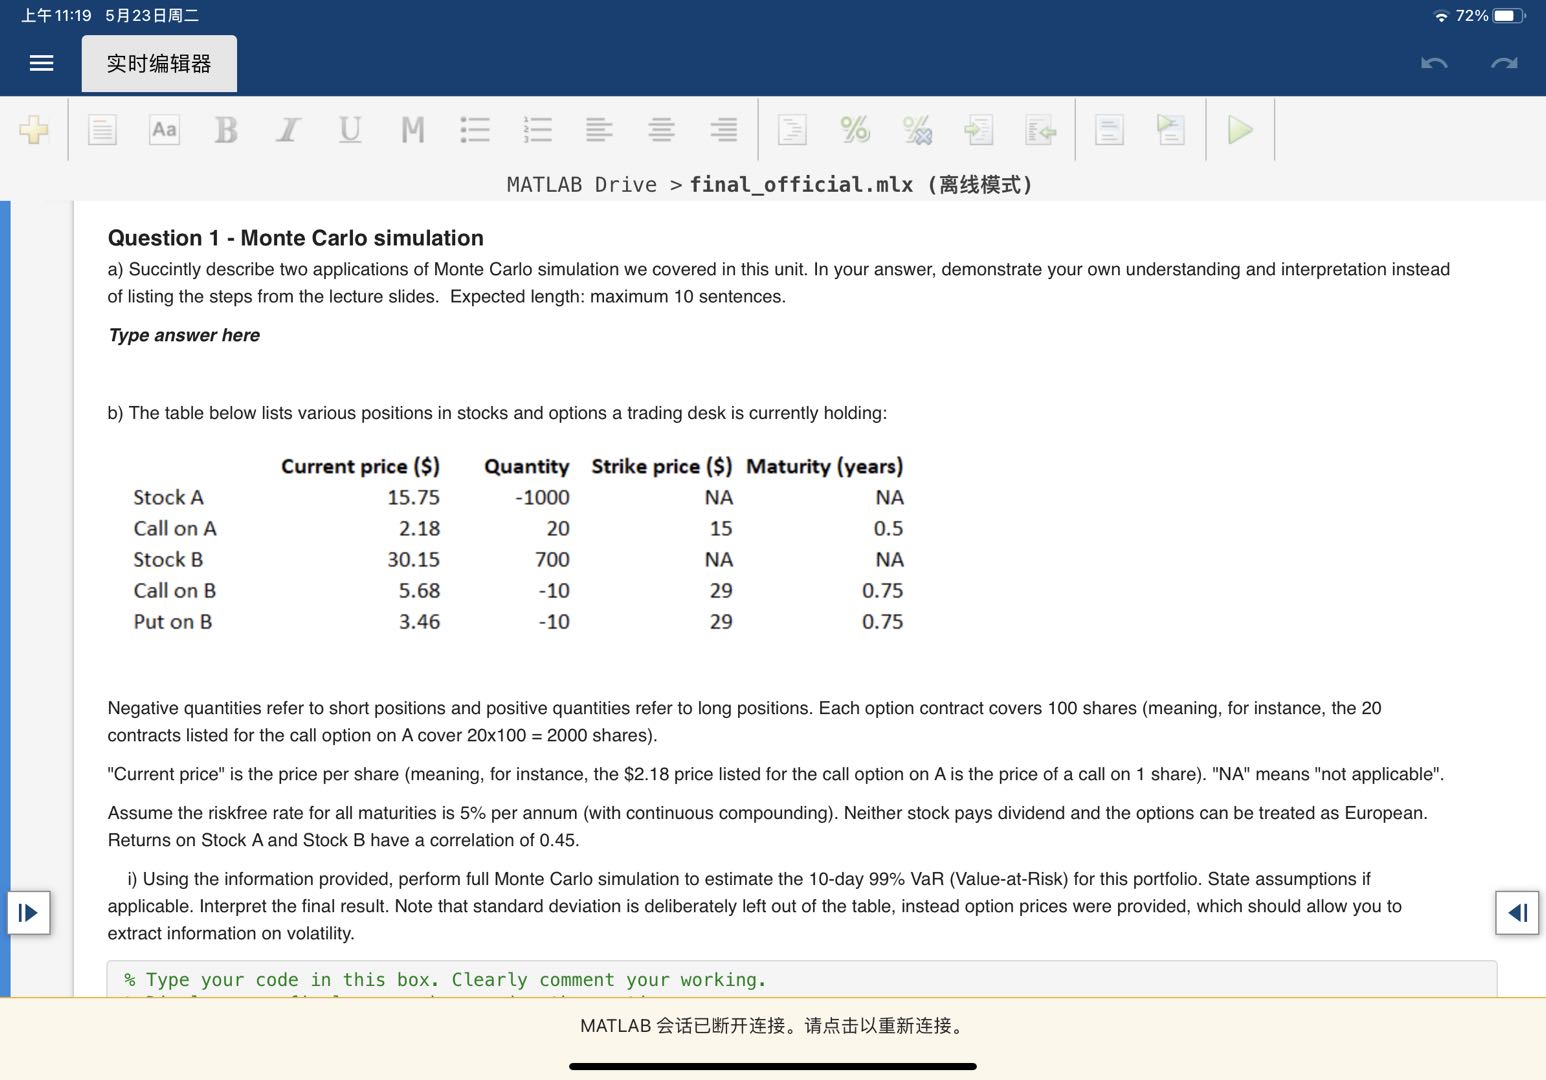 上午11:19 5月23日周二
72%
实时编辑器
Aa B I U M
MATLAB Drive > final_official.mlx (离线模式)
Question 1 - Monte Carlo simulation
a) Succintly describe two applications of Monte Carlo simulation we covered in this unit. In your answer, demonstrate your own understanding and interpretation instead
of listing the steps from the lecture slides. Expected length: maximum 10 sentences.
Type answer here
b) The table below lists various positions in stocks and options a trading desk is currently holding:
Current price ($) Quantity Strike price ($) Maturity (years)
Stock A 15.75 -1000 NA NA
Call on A 2.18 20 15 0.5
Stock B 30.15 700 NA NA
Call on B 5.68 -10 29 0.75
Put on B 3.46 -10 29 0.75
Negative quantities refer to short positions and positive quantities refer to long positions. Each option contract covers 100 shares (meaning, for instance, the 20
contracts listed for the call option on A cover 20x100 = 2000 shares).
"Current price" is the price per share (meaning, for instance, the $2.18 price listed for the call option on A is the price of a call on 1 share). "NA" means "not applicable".
Assume the riskfree rate for all maturities is 5% per annum (with continuous compounding). Neither stock pays dividend and the options can be treated as European.
Returns on Stock A and Stock B have a correlation of 0.45.
i) Using the information provided, perform full Monte Carlo simulation to estimate the 10-day 99% VaR (Value-at-Risk) for this portfolio. State assumptions if
applicable. Interpret the final result. Note that standard deviation is deliberately left out of the table, instead option prices were provided, which should allow you to
extract information on volatility.
% Type your code in this box. Clearly comment your working.
MATLAB 会话已断开连接。请点击以重新连接。